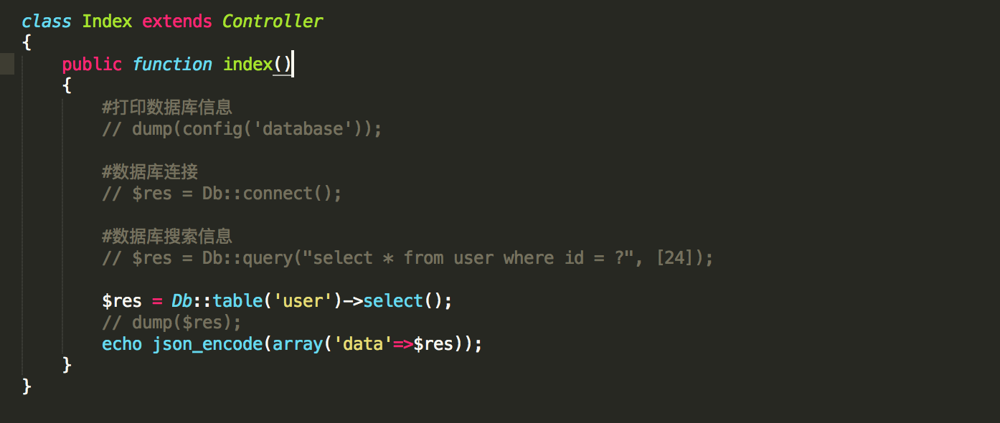 class Index extends Controller
{
    public function index()
    {
        #打印数据库信息
        // dump(config('database'));

        #数据库连接
        // $res = Db::connect();

        #数据库搜索信息
        // $res = Db::query("select * from user where id = ?", [24]);

        $res = Db::table('user')->select();
        // dump($res);
        echo json_encode(array('data'=>$res));
    }
}